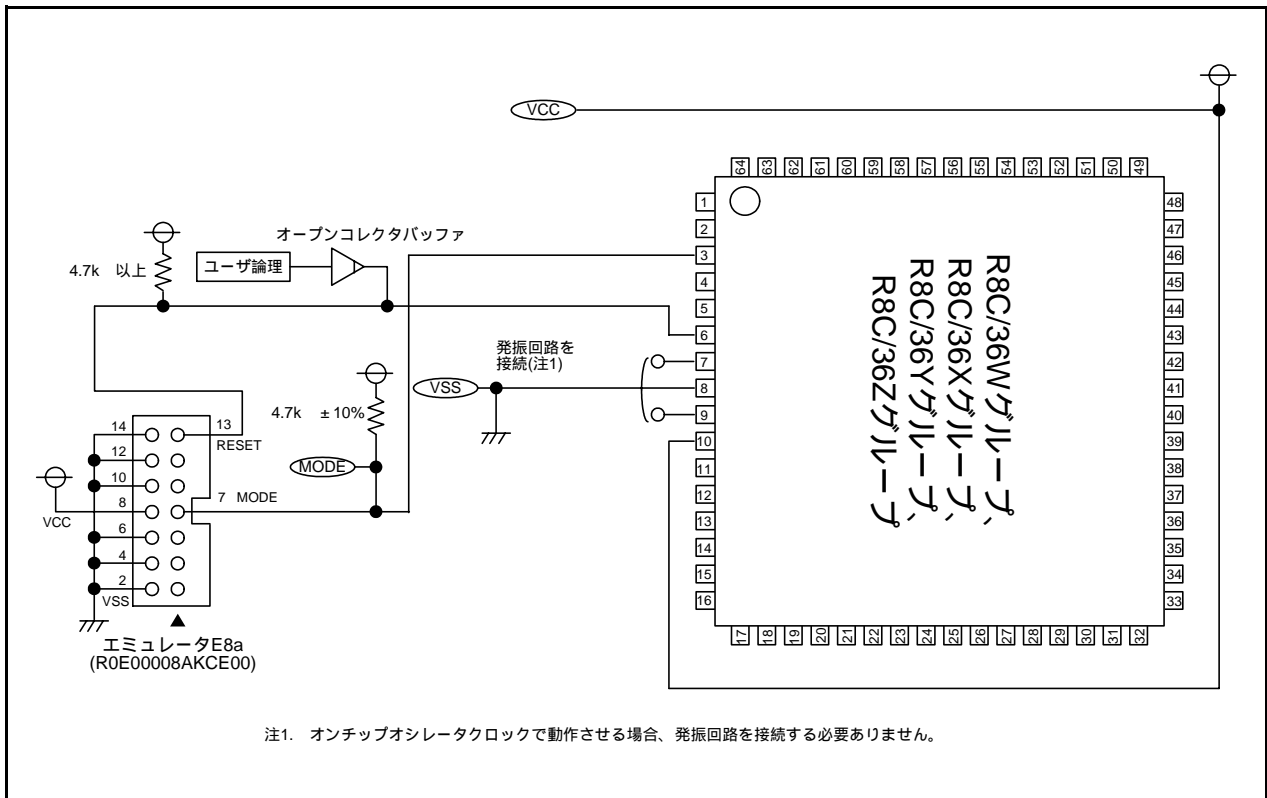 VCC
64 63 62 61 60 59 58 57 56 55 54 53 52 51 50 49
1 2 3 4 5 6 7 8 9 10 11 12 13 14 15 16
48 47 46 45 44 43 42 41 40 39 38 37 36 35 34 33
17 18 19 20 21 22 23 24 25 26 27 28 29 30 31 32
R8C/36Wグループ、
R8C/36Xグループ、
R8C/36Yグループ、
R8C/36Zグループ
オープンコレクタバッファ
ユーザ論理
4.7k 以上
発振回路を
接続(注1)
VSS
4.7k ±10%
MODE
14 13
RESET
12
10
8 7 MODE
VCC
6
4
2
VSS
エミュレータE8a
(R0E00008AKCE00)
注1. オンチップオシレータクロックで動作させる場合、発振回路を接続する必要ありません。